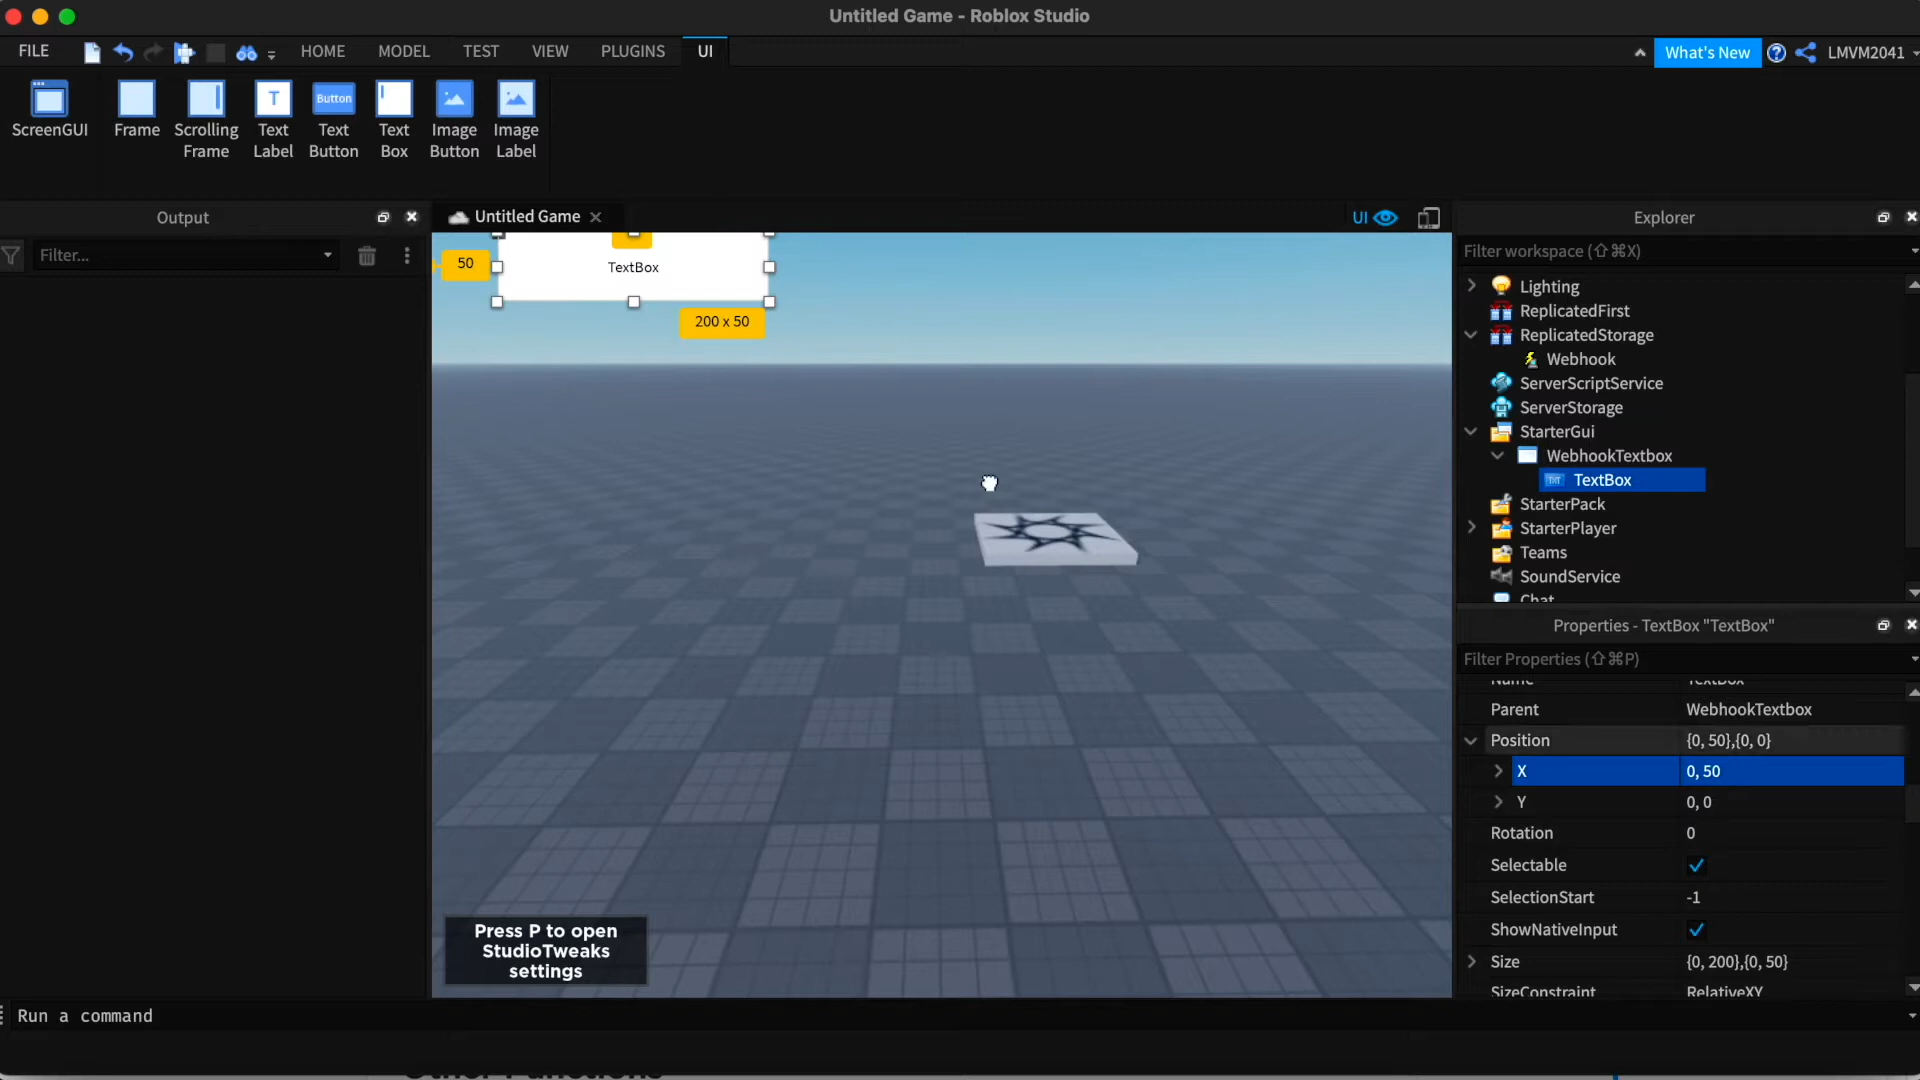 Untitled Game - Roblox Studio
FILE
HOME
MODEL
TEST
VIEW
PLUGINS
UI
What's New
LMVM2041
ScreenGUI
Frame
Scrolling
Frame
T
Text
Label
Button
Text
Button
Text
Box
Image
Button
Image
Label
Output
Filter...
Untitled Game
UI
50
TextBox
200 x 50
Press P to open
StudioTweaks
settings
Explorer
Filter workspace (⇧⌘X)
Lighting
ReplicatedFirst
ReplicatedStorage
Webhook
ServerScriptService
ServerStorage
StarterGui
WebhookTextbox
TextBox
StarterPack
StarterPlayer
Teams
SoundService
Chat
Properties - TextBox "TextBox"
Filter Properties (⇧⌘P)
Name TextBox
Parent WebhookTextbox
Position {0, 50},{0, 0}
X 0, 50
Y 0, 0
Rotation 0
Selectable
SelectionStart -1
ShowNativeInput
Size {0, 200},{0, 50}
SizeConstraint RelativeXY
Run a command